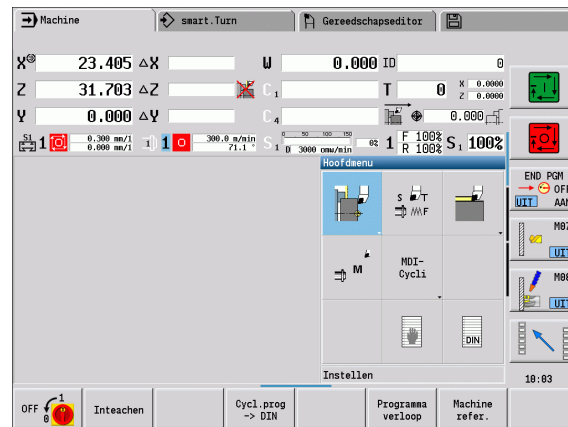 Machine smart.Turn Gereedschapseditor
X 23.405 ΔX W 0.000 ID 0
Z 31.703 ΔZ C1 T 0 X 0.0000
Z 0.0000
Y 0.000 ΔY C4 0.000
S1 1 0.300 mm/1 1 1 300.0 m/min S1 0 50 100 150 0% 1 F 100% S1 100%
0.000 mm/1 71.1 ° D 3000 omw/min R 100%
Hoofdmenu
S T
M F
M
MDI-
Cycli
DIN
Instellen
END PGM
OFF
UIT AAN
M07
UIT
M08
UIT
10:03
OFF 1
0
Inteachen
Cycl.prog
-> DIN
Programma
verloop
Machine
refer.